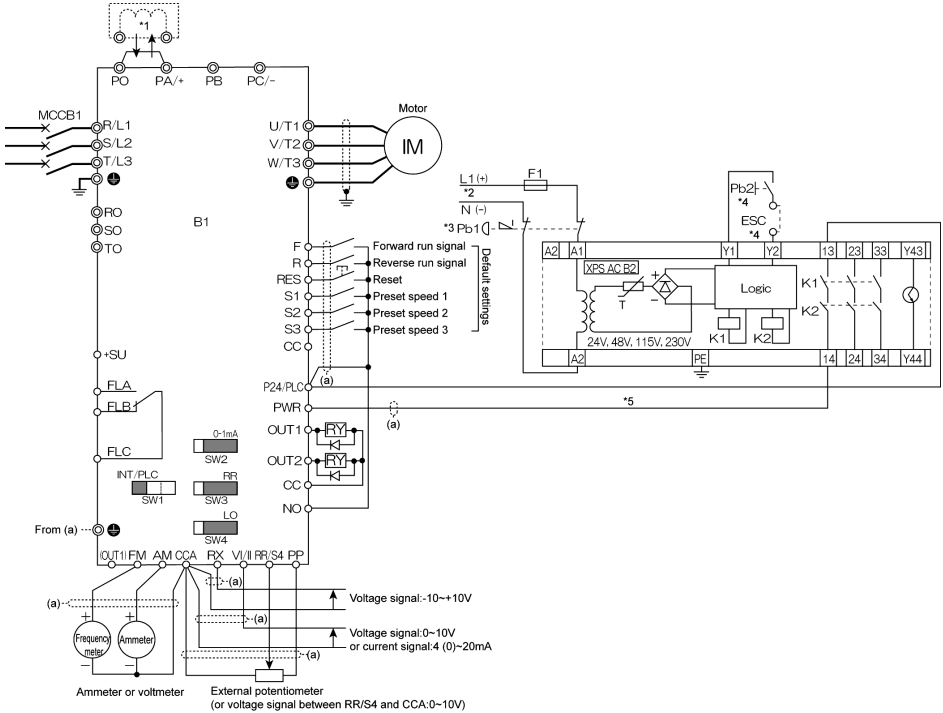 *1
PO PA/+ PB PC/-
MCCB1
R/L1
S/L2
T/L3
RO
SO
TO
B1
U/T1
V/T2
W/T3
Motor
IM
F
R
RES
S1
S2
S3
CC
Forward run signal
Reverse run signal
Reset
Preset speed 1
Preset speed 2
Preset speed 3
Default settings
(a)
L1 (+)
*2
N (-)
F1
*3 Pb1
Pb2
*4
ESC
*4
A2 A1 Y1 Y2 13 23 33 Y43
XPS AC B2
+
−
T
Logic
K1
K2
K1 K2
24V, 48V, 115V, 230V
A2 PE 14 24 34 Y44
+SU
FLA
FLB
FLC
P24/PLC
PWR
*5
(a)
OUT1
RY
OUT2
RY
CC
NO
0-1mA
SW2
INT/PLC
SW1
RR
SW3
LO
SW4
From (a)
(OUT1) FM AM CCA RX VI/II RR/S4 PP
(a)
(a)
Voltage signal:-10~+10V
(a)
Voltage signal:0~10V
or current signal:4 (0)~20mA
(a)
+
Frequency
meter
−
+
Ammeter
−
Ammeter or voltmeter
External potentiometer
(or voltage signal between RR/S4 and CCA:0~10V)